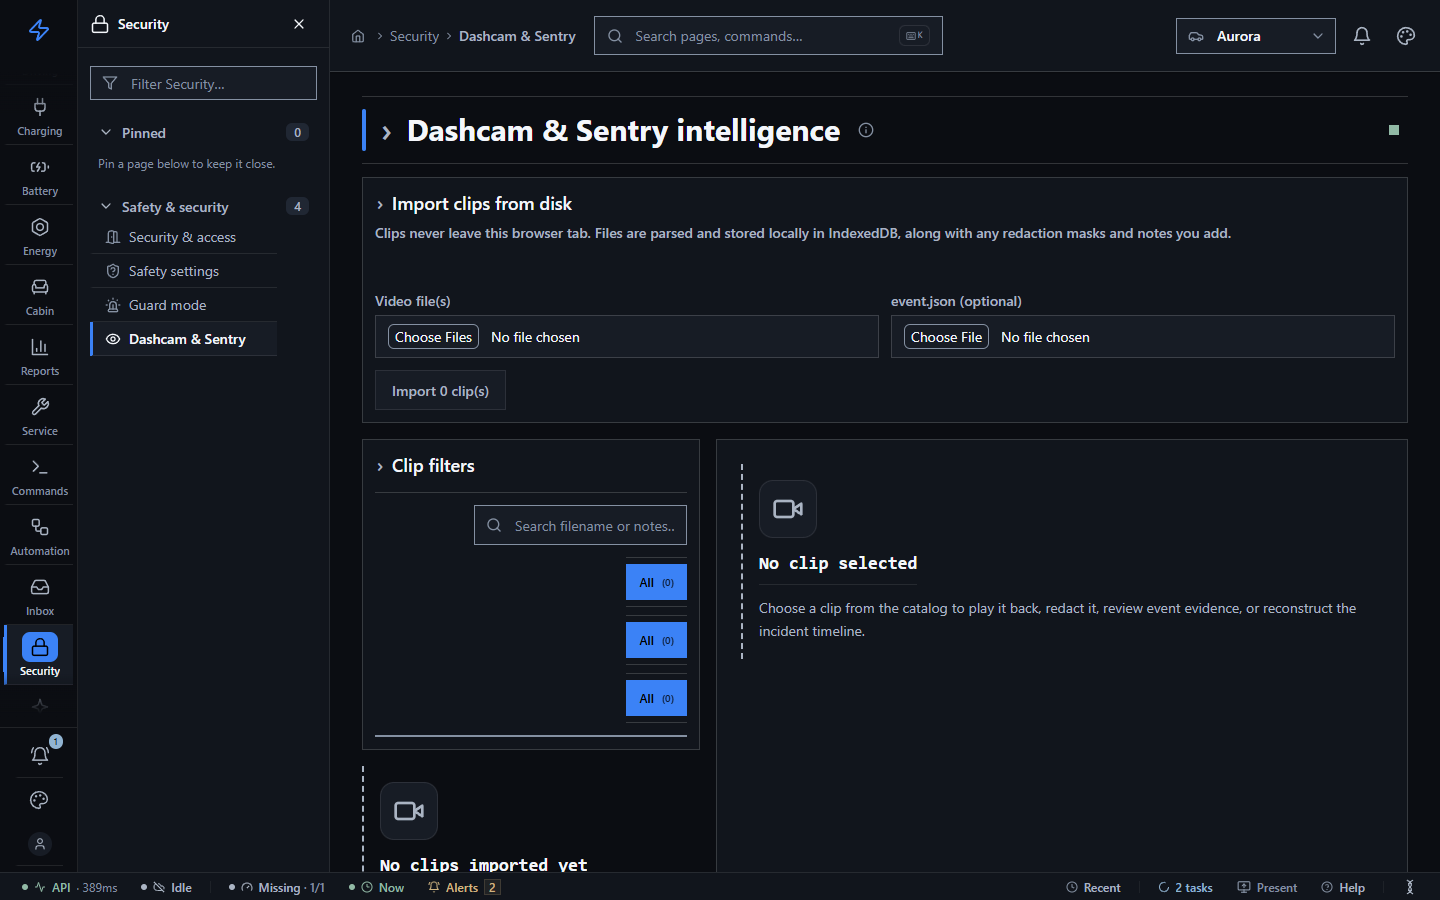 Security
Filter Security...
Pinned 0
Pin a page below to keep it close.
Safety & security 4
Security & access
Safety settings
Guard mode
Dashcam & Sentry
Charging
Battery
Energy
Cabin
Reports
Service
Commands
Automation
Inbox
Security
1
Security › Dashcam & Sentry
Search pages, commands... K
Aurora
Dashcam & Sentry intelligence
Import clips from disk
Clips never leave this browser tab. Files are parsed and stored locally in IndexedDB, along with any redaction masks and notes you add.
Video file(s)
Choose Files No file chosen
event.json (optional)
Choose File No file chosen
Import 0 clip(s)
Clip filters
Search filename or notes..
All (0)
All (0)
All (0)
No clips imported yet
No clip selected
Choose a clip from the catalog to play it back, redact it, review event evidence, or reconstruct the
incident timeline.
API · 389ms Idle Missing · 1/1 Now Alerts 2 Recent 2 tasks Present Help